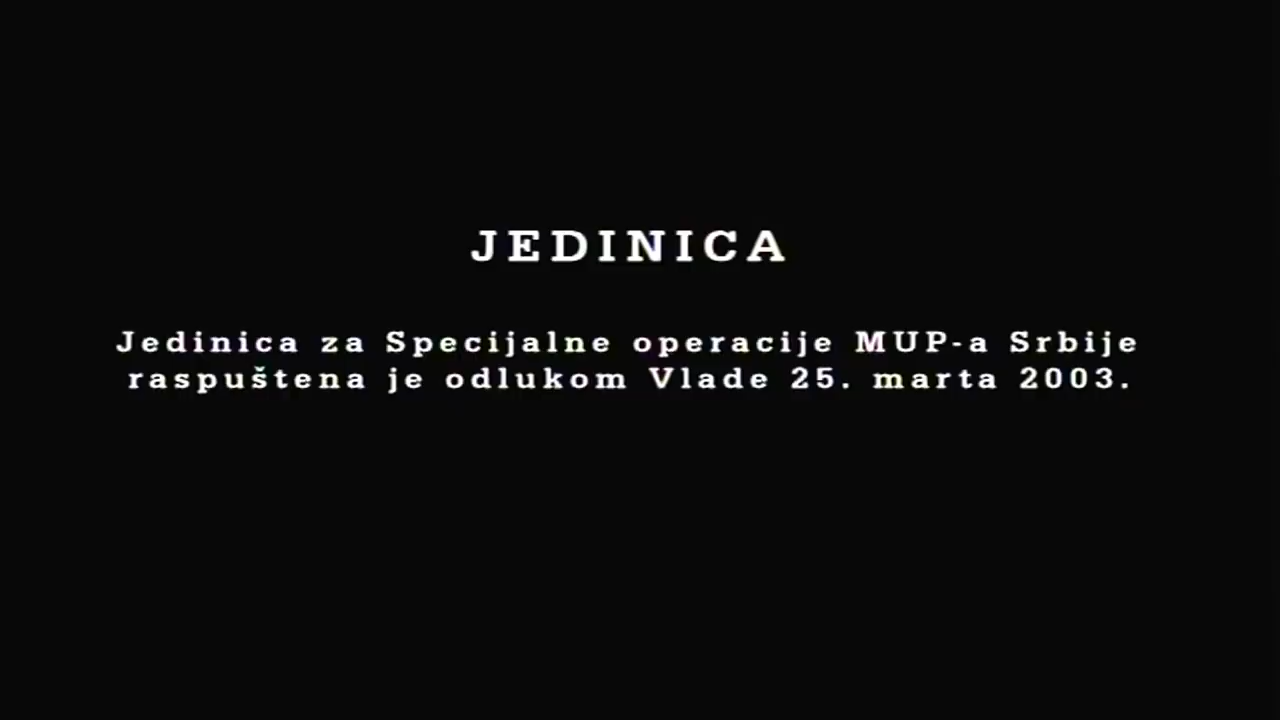 JEDINICA
Jedinica za Specijalne operacije MUP-a Srbije
raspuštena je odlukom Vlade 25. marta 2003.